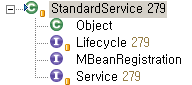 StandardService 279
Object
Lifecycle 279
MBeanRegistration
Service 279